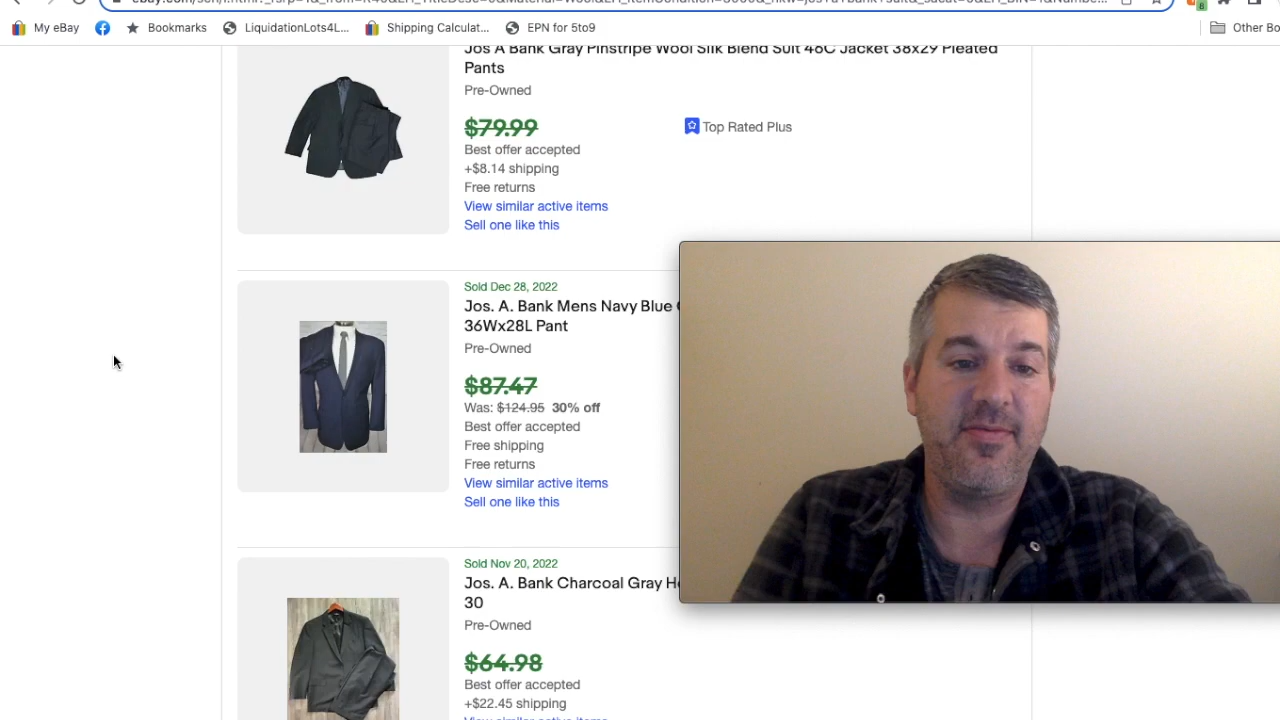 My eBay
Bookmarks
LiquidationLots4L...
Shipping Calculat...
EPN for 5to9
Other Bo
Jos A Bank Gray Pinstripe Wool Silk Blend Suit 46C Jacket 38x29 Pleated
Pants
Pre-Owned
$79.99
Top Rated Plus
Best offer accepted
+$8.14 shipping
Free returns
View similar active items
Sell one like this
Sold Dec 28, 2022
Jos. A. Bank Mens Navy Blue
36Wx28L Pant
Pre-Owned
$87.47
Was: $124.95 30% off
Best offer accepted
Free shipping
Free returns
View similar active items
Sell one like this
Sold Nov 20, 2022
Jos. A. Bank Charcoal Gray He
30
Pre-Owned
$64.98
Best offer accepted
+$22.45 shipping
View similar active items